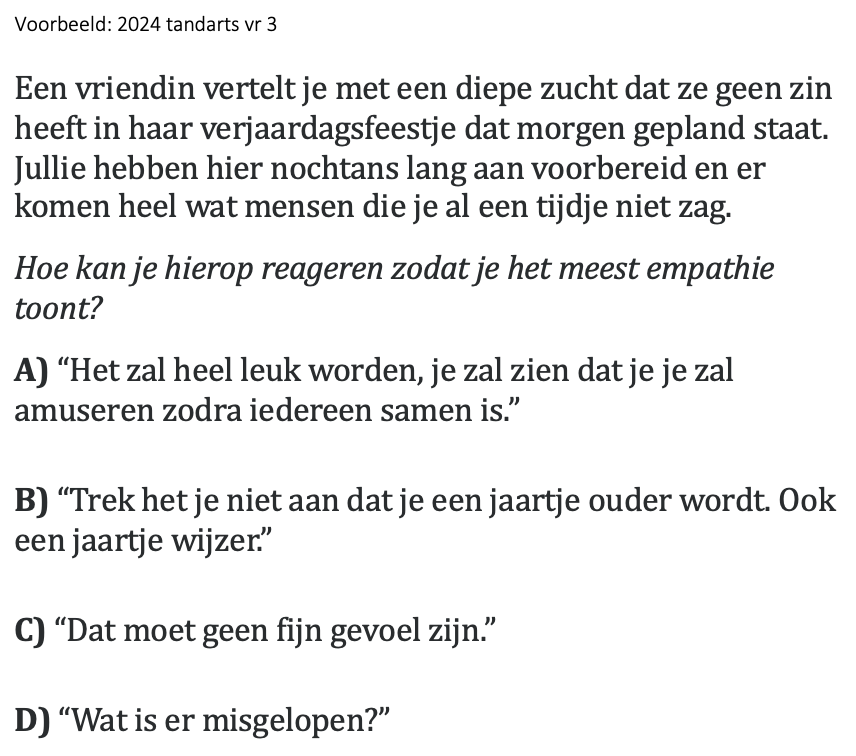 Voorbeeld: 2024 tandarts vr 3
Een vriendin vertelt je met een diepe zucht dat ze geen zin
heeft in haar verjaardagsfeestje dat morgen gepland staat.
Jullie hebben hier nochtans lang aan voorbereid en er
komen heel wat mensen die je al een tijdje niet zag.
Hoe kan je hierop reageren zodat je het meest empathie
toont?
A) “Het zal heel leuk worden, je zal zien dat je je zal
amuseren zodra iedereen samen is.”
B) “Trek het je niet aan dat je een jaartje ouder wordt. Ook
een jaartje wijzer.”
C) “Dat moet geen fijn gevoel zijn.”
D) “Wat is er misgelopen?”